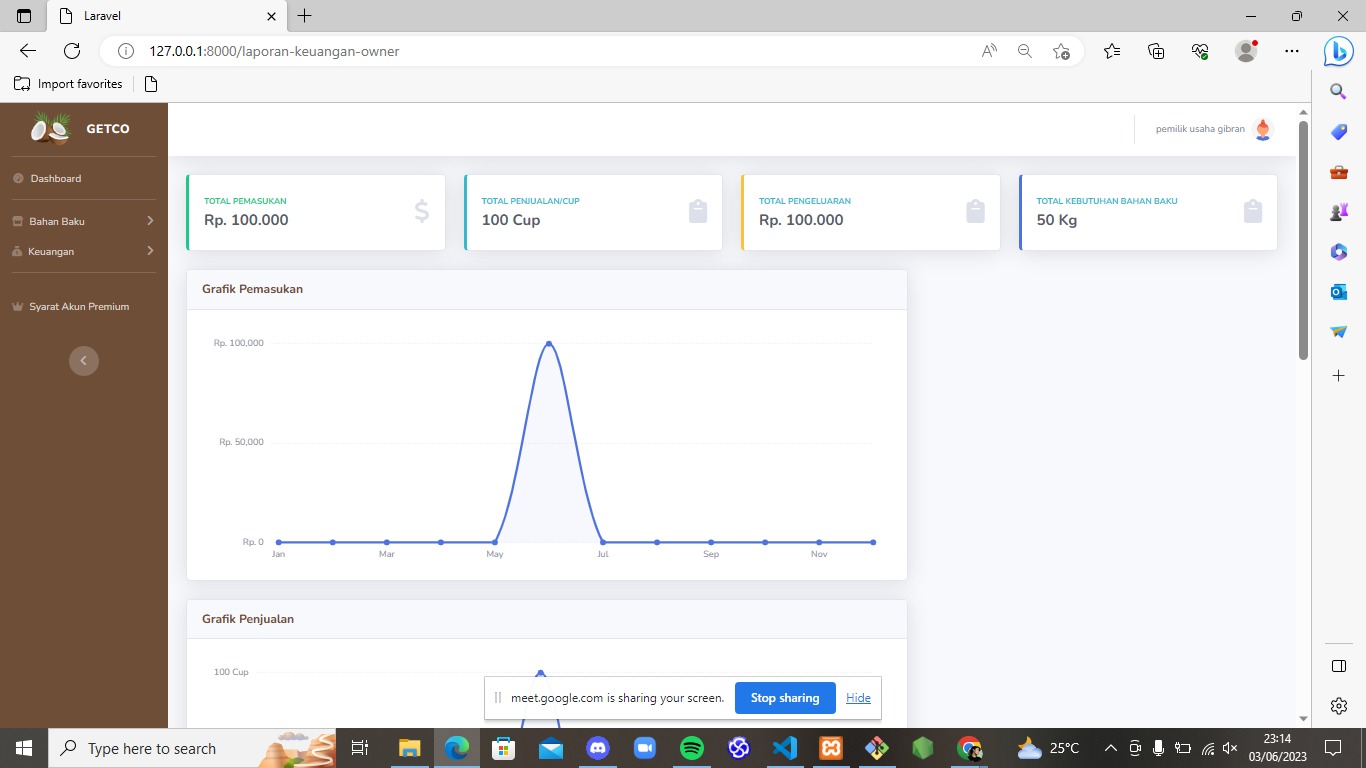 Laravel
127.0.0.1:8000/laporan-keuangan-owner
Import favorites
GETCO
Dashboard
Bahan Baku
Keuangan
Syarat Akun Premium
pemilik usaha gibran
TOTAL PEMASUKAN
Rp. 100.000
TOTAL PENJUALAN/CUP
100 Cup
TOTAL PENGELUARAN
Rp. 100.000
TOTAL KEBUTUHAN BAHAN BAKU
50 Kg
Grafik Pemasukan
Rp. 100,000
Rp. 50,000
Rp. 0
Jan Mar May Jul Sep Nov
Grafik Penjualan
100 Cup
meet.google.com is sharing your screen.
Stop sharing
Hide
Type here to search
25°C
23:14
03/06/2023